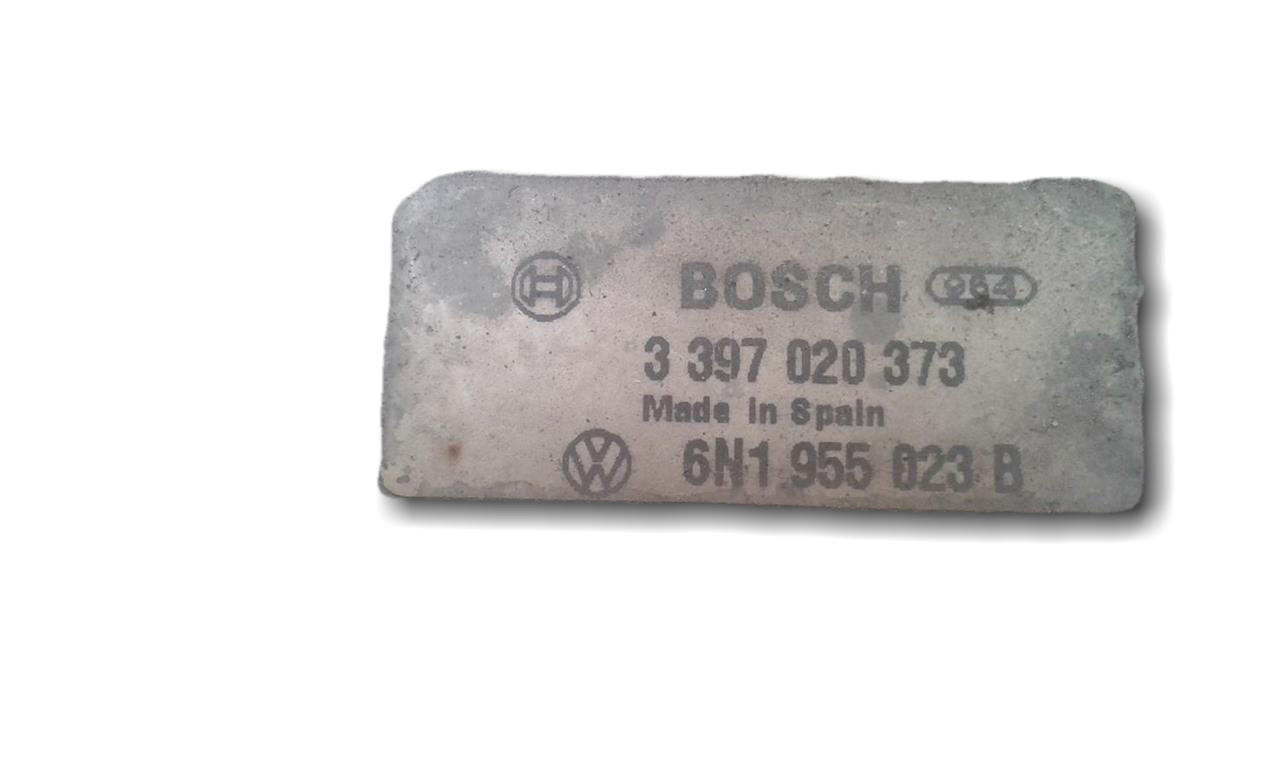 BOSCH 964
3 397 020 373
Made in Spain
6N1 955 023 B